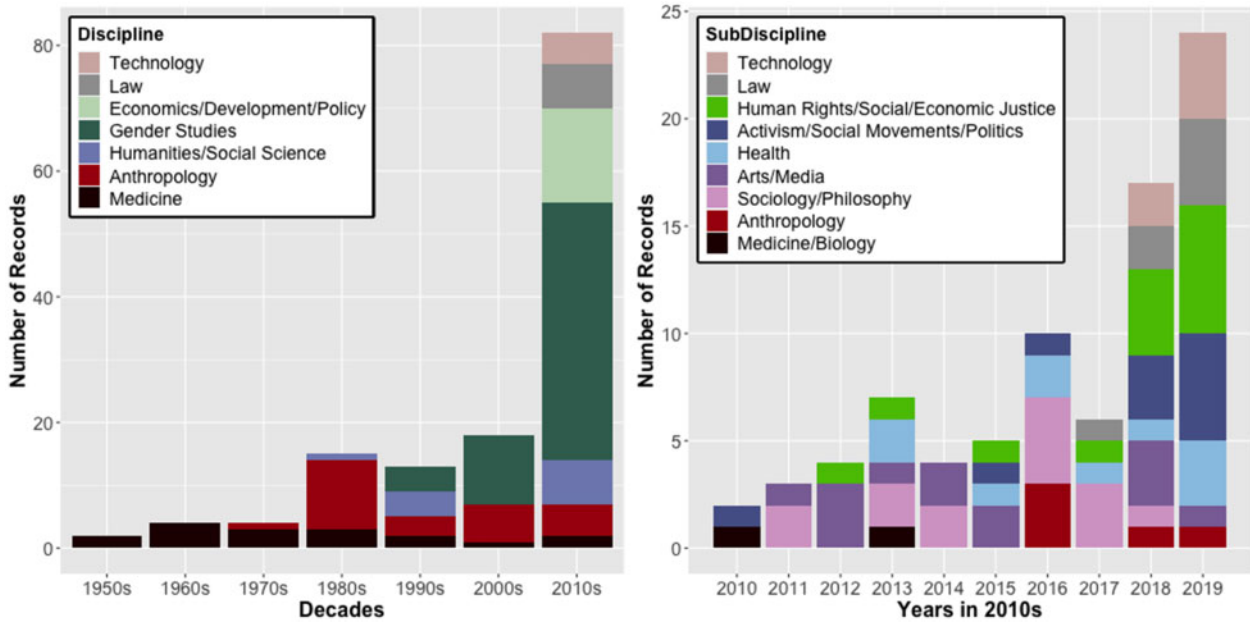 Discipline
Technology
Law
Economics/Development/Policy
Gender Studies
Humanities/Social Science
Anthropology
Medicine
Number of Records
80
60
40
20
0
1950s 1960s 1970s 1980s 1990s 2000s 2010s
Decades
SubDiscipline
Technology
Law
Human Rights/Social/Economic Justice
Activism/Social Movements/Politics
Health
Arts/Media
Sociology/Philosophy
Anthropology
Medicine/Biology
Number of Records
25
20
15
10
5
0
2010 2011 2012 2013 2014 2015 2016 2017 2018 2019
Years in 2010s